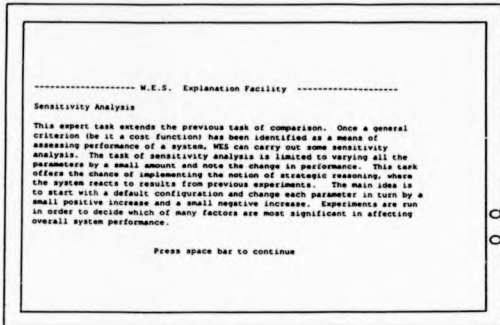 -------------------- W.E.S. Explanation Facility --------------------
Sensitivity Analysis
This expert task extends the previous task of comparison. Once a general
criterion (be it a cost function) has been identified as a means of
assessing performance of a system, WES can carry out some sensitivity
analysis. The task of sensitivity analysis is limited to varying all the
parameters by a small amount and note the change in performance. This task
offers the chance of implementing the notion of strategic reasoning, where
the system reacts to results from previous experiments. The main idea is
to start with a default configuration and change each parameter in turn by a
small positive increase and a small negative increase. Experiments are run
in order to decide which of many factors are most significant in affecting
overall system performance.
Press space bar to continue